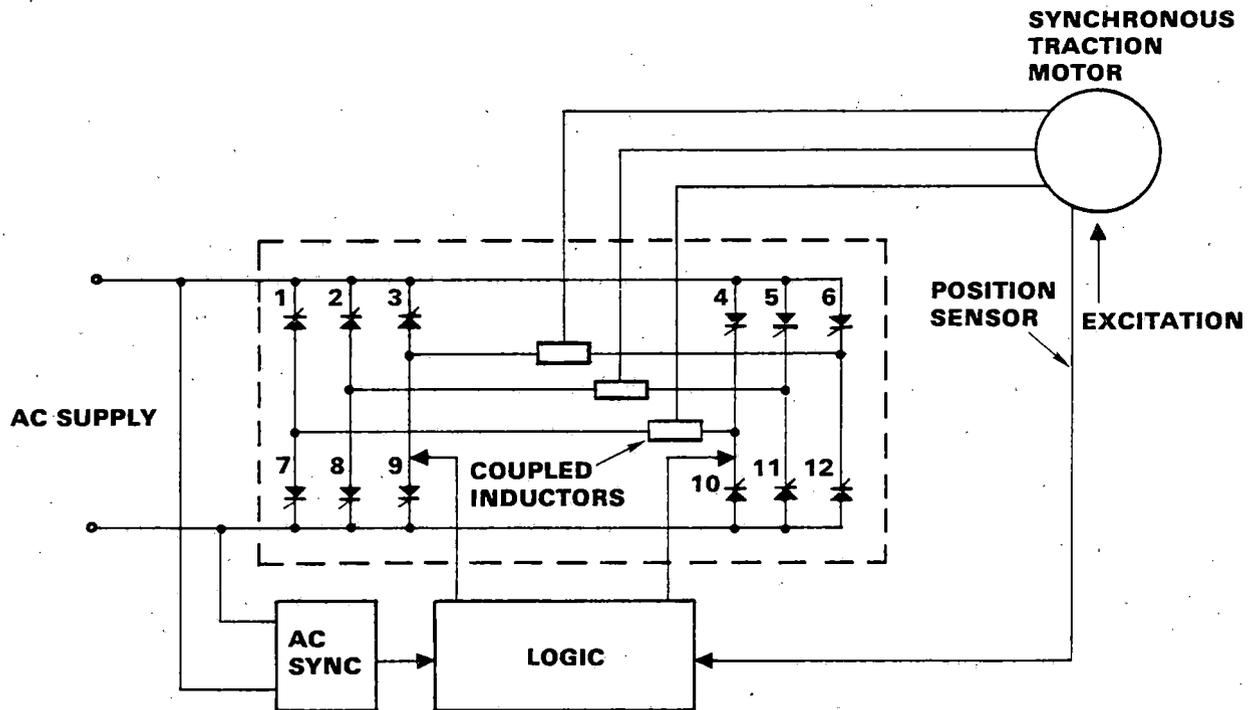 SYNCHRONOUS
TRACTION
MOTOR
1 2 3 4 5 6
POSITION
SENSOR
EXCITATION
AC SUPPLY
7 8 9 10 11 12
COUPLED
INDUCTORS
AC
SYNC
LOGIC